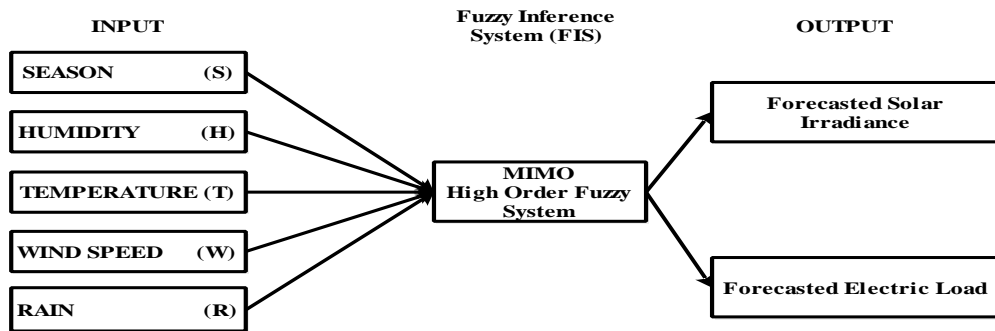 INPUT
Fuzzy Inference
System (FIS)
OUTPUT
SEASON (S)
HUMIDITY (H)
TEMPERATURE (T)
WIND SPEED (W)
RAIN (R)
MIMO
High Order Fuzzy
System
Forecasted Solar
Irradiance
Forecasted Electric Load